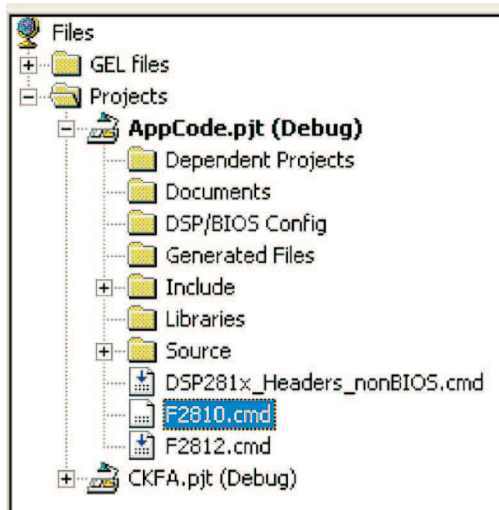 Files
GEL files
Projects
AppCode.pjt (Debug)
Dependent Projects
Documents
DSP/BIOS Config
Generated Files
Include
Libraries
Source
DSP281x_Headers_nonBIOS.cmd
F2810.cmd
F2812.cmd
CKFA.pjt (Debug)